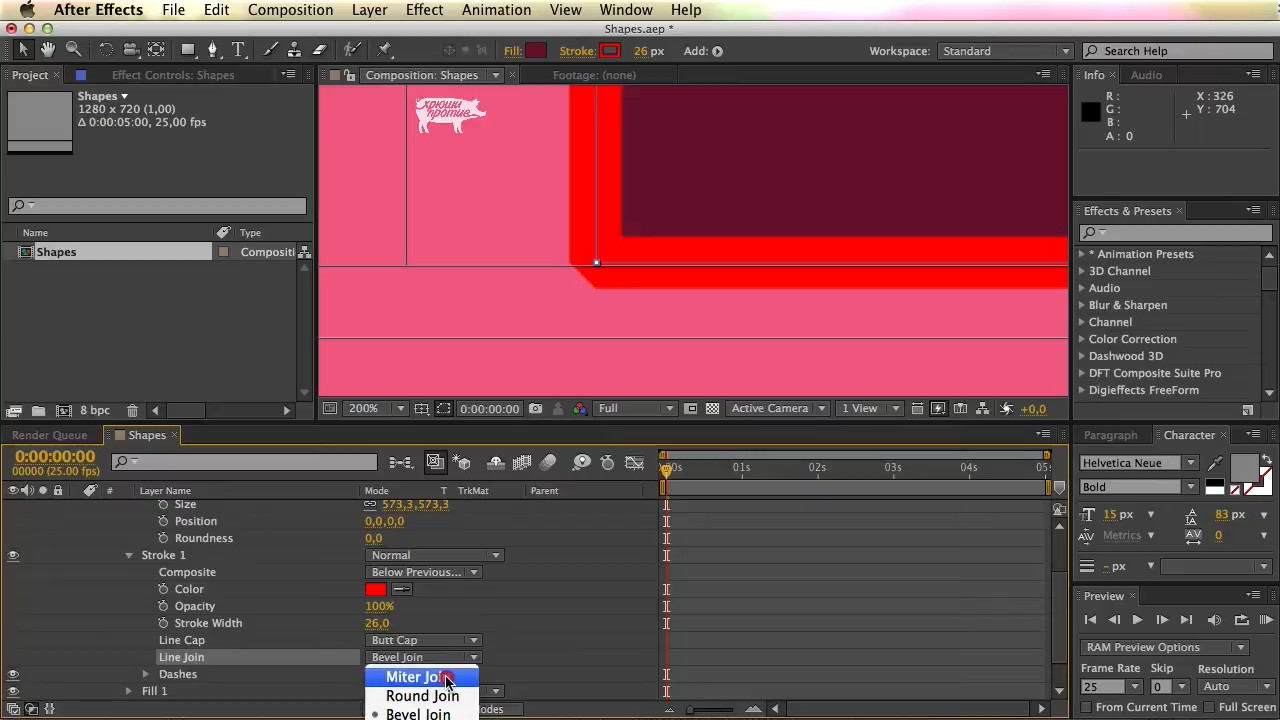 After Effects File Edit Composition Layer Effect Animation View Window Help
Shapes.aep *
Fill: Stroke: 26 px Add: Workspace: Standard Search Help
Project Effect Controls: Shapes Composition: Shapes Footage: (none) Info Audio
Shapes
1280 x 720 (1,00)
Δ 0:00:05:00, 25,00 fps
хрюши
против
R :
G :
B :
A : 0
X : 326
Y : 704
Effects & Presets
Name Type
Shapes Compositi
* Animation Presets
3D Channel
Audio
Blur & Sharpen
Channel
Color Correction
Dashwood 3D
DFT Composite Suite Pro
Digieffects FreeForm
8 bpc 200% 0:00:00:00 Full Active Camera 1 View +0,0
Render Queue Shapes Paragraph Character
0:00:00:00
00000 (25.00 fps)
00s 01s 02s 03s 04s 05s
# Layer Name Mode T TrkMat Parent
Size 573,3,573,3
Position 0,0,0,0
Roundness 0,0
Stroke 1 Normal
Composite Below Previous...
Color
Opacity 100%
Stroke Width 26,0
Line Cap Butt Cap
Line Join Bevel Join
Dashes Miter Join
Round Join
Fill 1
Bevel Join
Helvetica Neue
Bold
15 px 83 px
Metrics 0
– px
Preview
RAM Preview Options
Frame Rate Skip Resolution
25 0 Auto
From Current Time Full Screen